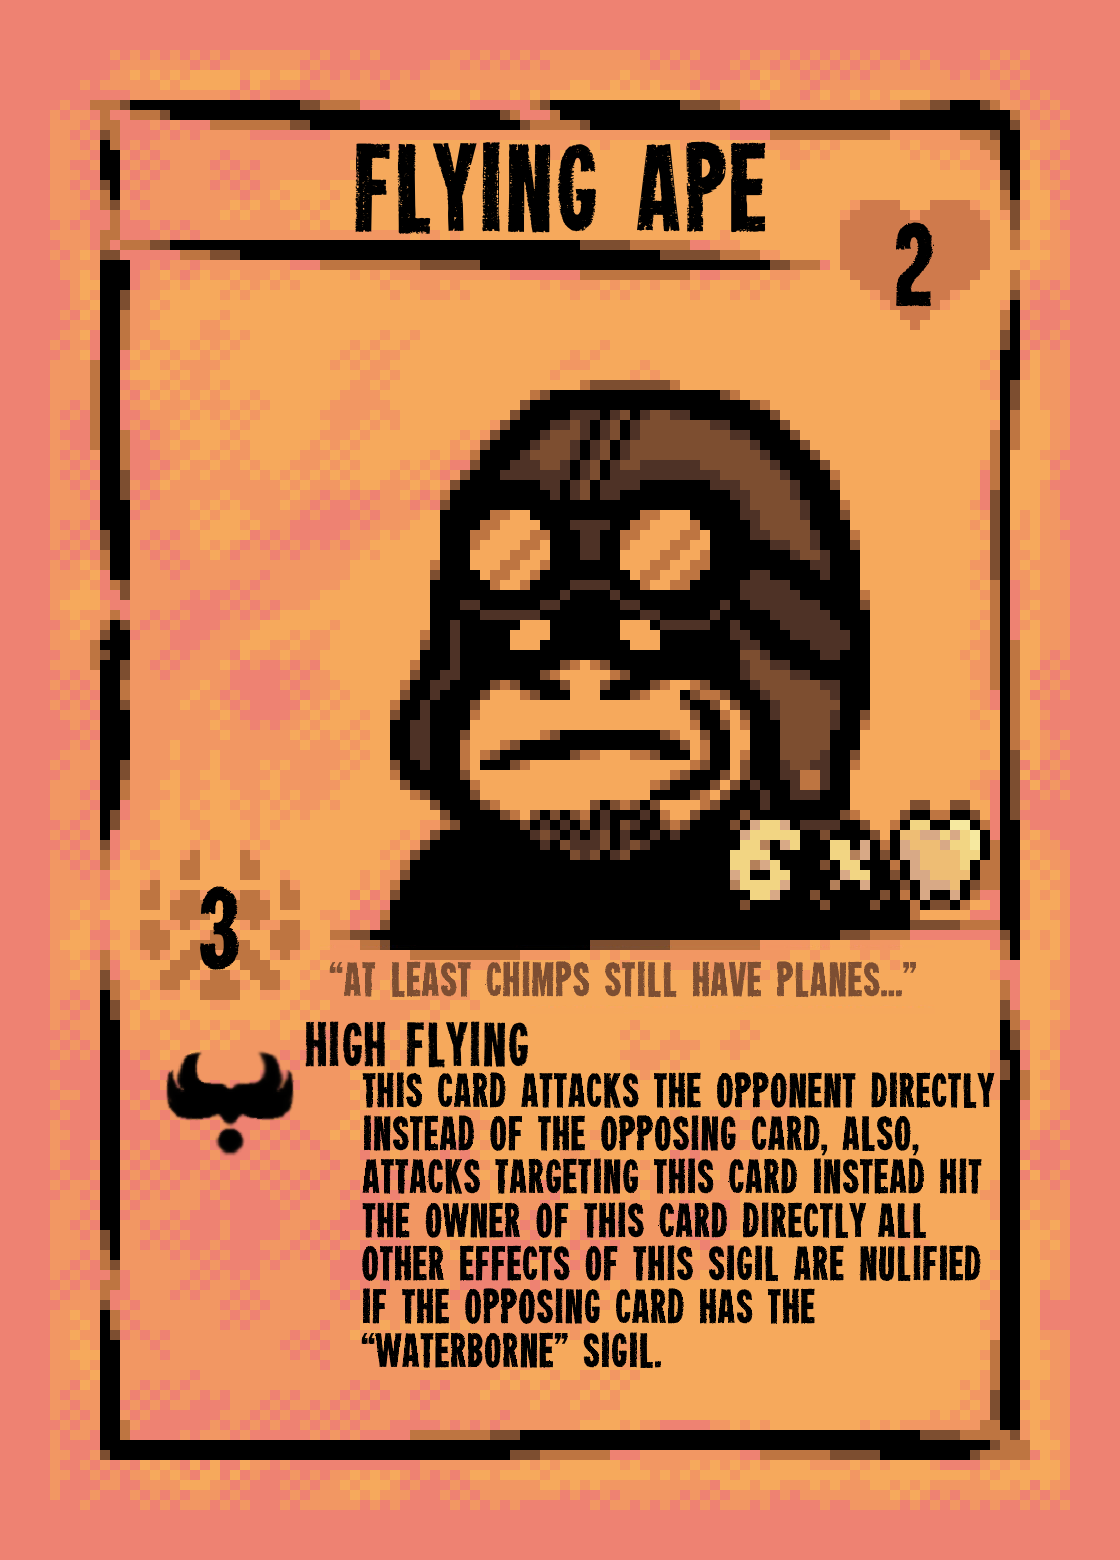 FLYING APE
2
6 x
3
“AT LEAST CHIMPS STILL HAVE PLANES...”
HIGH FLYING
THIS CARD ATTACKS THE OPPONENT DIRECTLY
INSTEAD OF THE OPPOSING CARD, ALSO,
ATTACKS TARGETING THIS CARD INSTEAD HIT
THE OWNER OF THIS CARD DIRECTLY ALL
OTHER EFFECTS OF THIS SIGIL ARE NULIFIED
IF THE OPPOSING CARD HAS THE
“WATERBORNE” SIGIL.